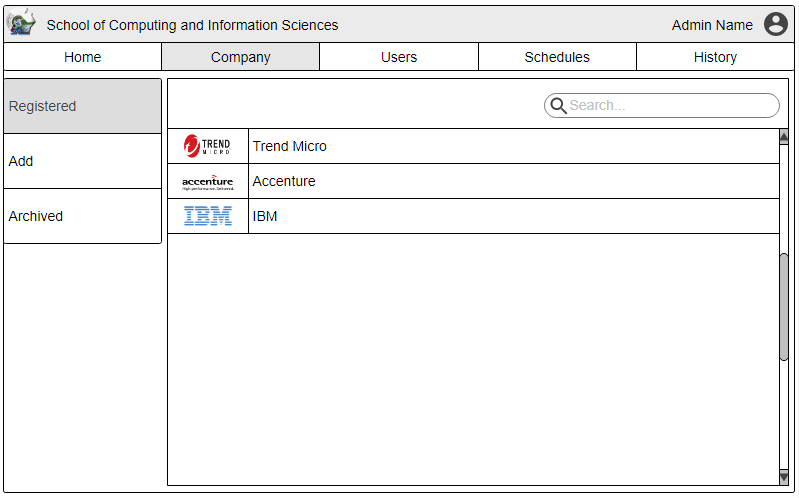 School of Computing and Information Sciences
Admin Name
Home
Company
Users
Schedules
History
Registered
Search...
TREND
MICRO
Trend Micro
Add
accenture
High performance. Delivered.
Accenture
Archived
IBM
IBM